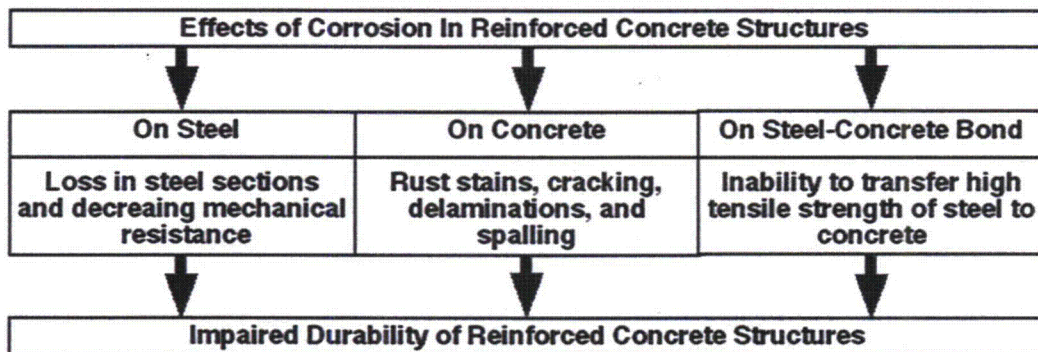 Effects of Corrosion In Reinforced Concrete Structures
On Steel
On Concrete
On Steel-Concrete Bond
Loss in steel sections
and decreaing mechanical
resistance
Rust stains, cracking,
delaminations, and
spalling
Inability to transfer high
tensile strength of steel to
concrete
Impaired Durability of Reinforced Concrete Structures